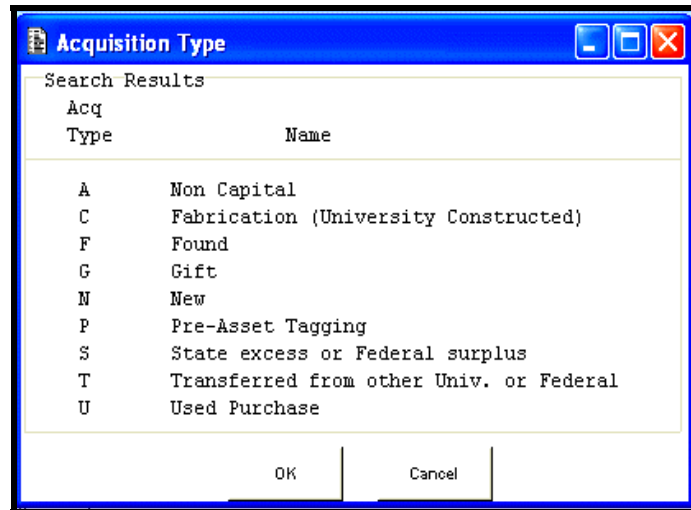 Acquisition Type
Search Results
Acq
Type Name
A Non Capital
C Fabrication (University Constructed)
F Found
G Gift
N New
P Pre-Asset Tagging
S State excess or Federal surplus
T Transferred from other Univ. or Federal
U Used Purchase
OK Cancel